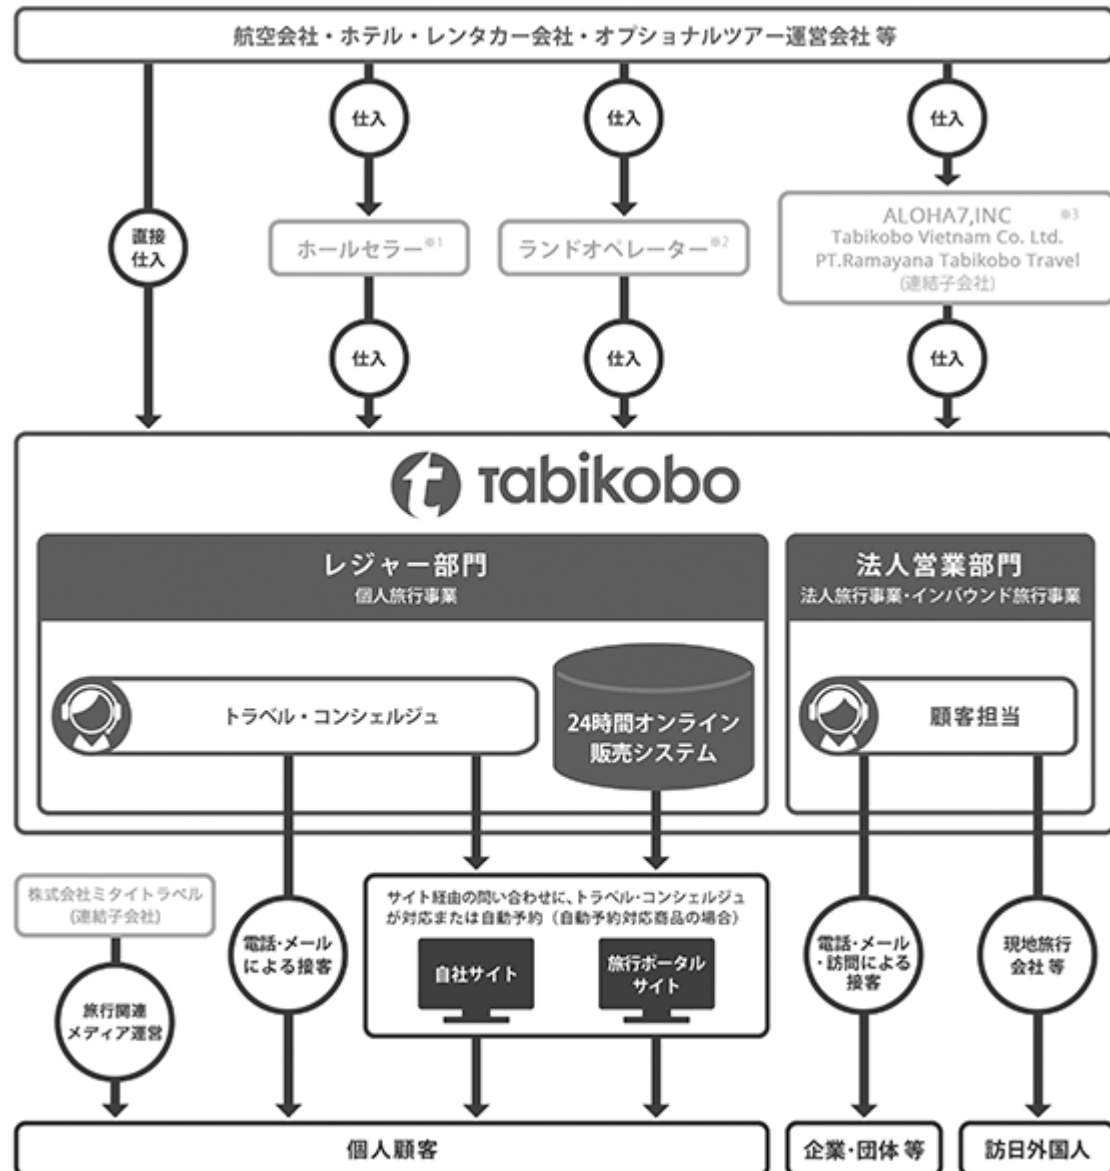 航空会社・ホテル・レンタカー会社・オプショナルツアー運営会社 等
仕入
仕入
仕入
直接
仕入
ホールセラー※1
ランドオペレーター※2
ALOHA7,INC ※3
Tabikobo Vietnam Co. Ltd.
PT.Ramayana Tabikobo Travel
(連結子会社)
仕入
仕入
仕入
t Tabikobo
レジャー部門
個人旅行事業
法人営業部門
法人旅行事業・インバウンド旅行事業
トラベル・コンシェルジュ
24時間オンライン
販売システム
顧客担当
株式会社ミタイトラベル
(連結子会社)
旅行関連
メディア運営
電話・メール
による接客
サイト経由の問い合わせに、トラベル・コンシェルジュ
が対応または自動予約（自動予約対応商品の場合）
自社サイト
旅行ポータル
サイト
電話・メール
・訪問による
接客
現地旅行
会社 等
個人顧客
企業・団体 等
訪日外国人